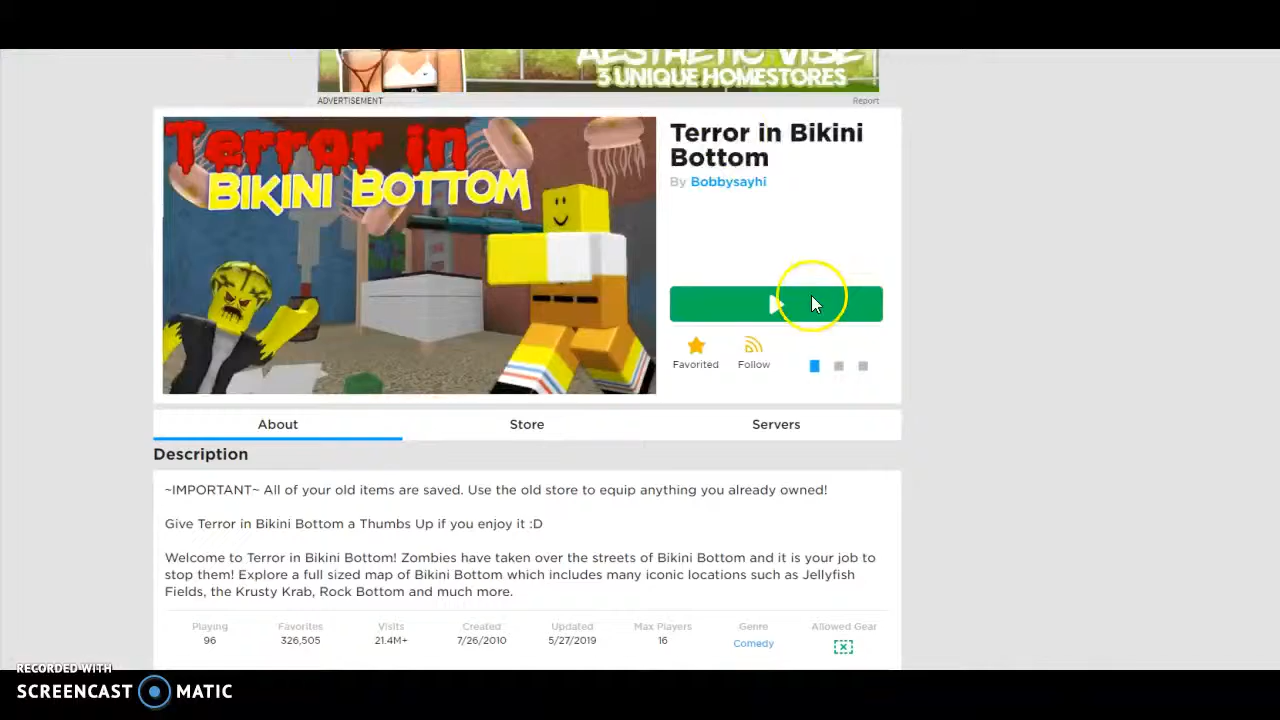 AESTHETIC VIBE
3 UNIQUE HOMESTORES
ADVERTISEMENT
Report
Terror in
BIKINI BOTTOM
Terror in Bikini
Bottom
By Bobbysayhi
Favorited
Follow
About
Store
Servers
Description
~IMPORTANT~ All of your old items are saved. Use the old store to equip anything you already owned!
Give Terror in Bikini Bottom a Thumbs Up if you enjoy it :D
Welcome to Terror in Bikini Bottom! Zombies have taken over the streets of Bikini Bottom and it is your job to
stop them! Explore a full sized map of Bikini Bottom which includes many iconic locations such as Jellyfish
Fields, the Krusty Krab, Rock Bottom and much more.
Playing Favorites Visits Created Updated Max Players Genre Allowed Gear
96 326,505 21.4M+ 7/26/2010 5/27/2019 16 Comedy
RECORDED WITH
SCREENCAST MATIC